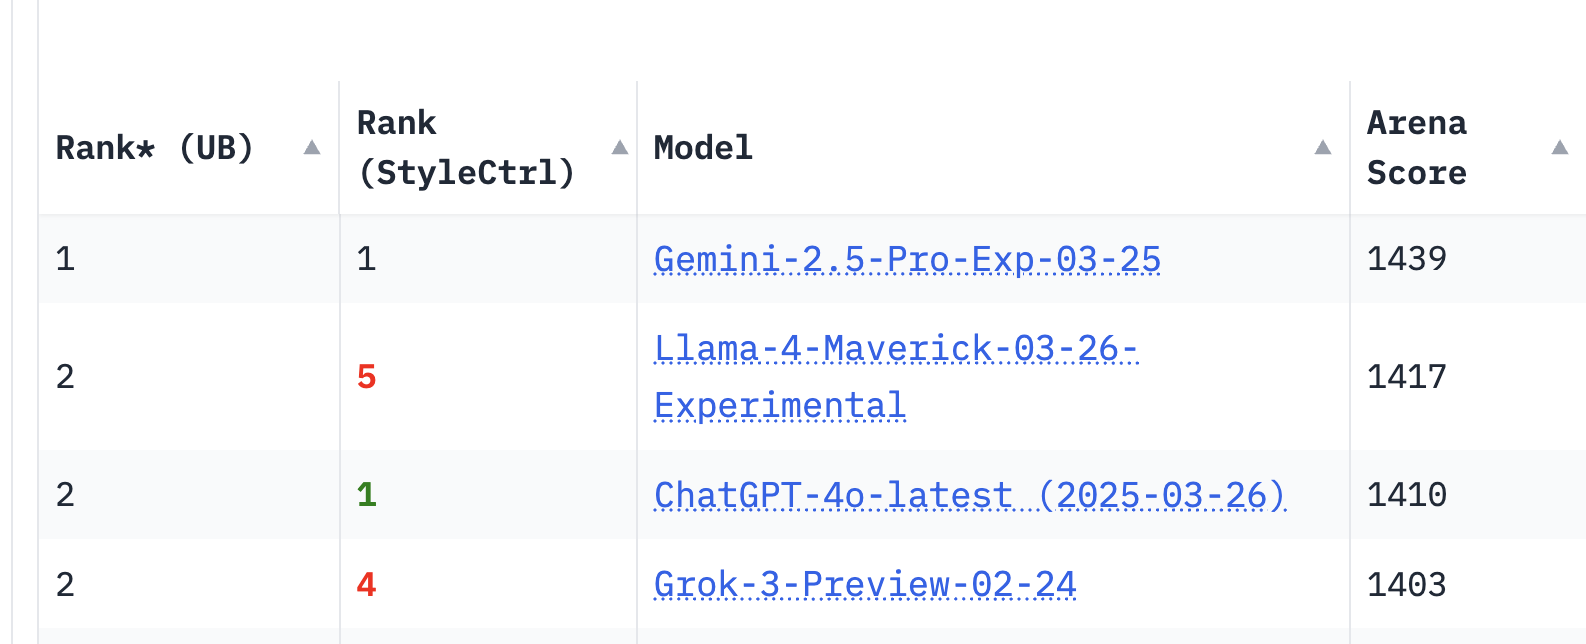 Rank* (UB) ▲
Rank
(StyleCtrl) ▲
Model ▲
Arena
Score ▲
1 1 Gemini-2.5-Pro-Exp-03-25 1439
2 5 Llama-4-Maverick-03-26-
Experimental 1417
2 1 ChatGPT-4o-latest (2025-03-26) 1410
2 4 Grok-3-Preview-02-24 1403